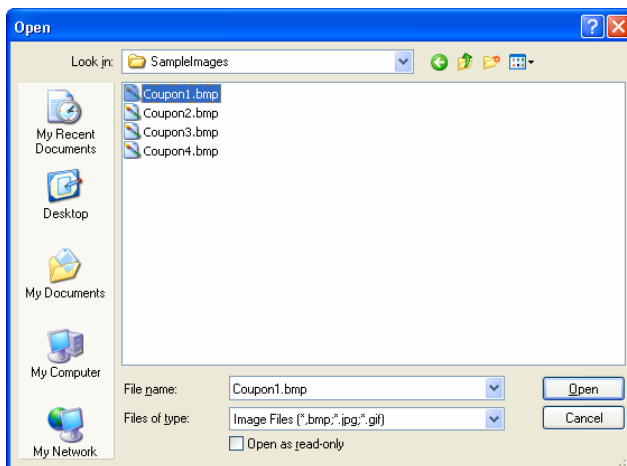 Open
Look in: SampleImages
Coupon1.bmp
Coupon2.bmp
Coupon3.bmp
Coupon4.bmp
My Recent
Documents
Desktop
My Documents
My Computer
My Network
File name: Coupon1.bmp Open
Files of type: Image Files (*,bmp;*.jpg;*.gif) Cancel
Open as read-only